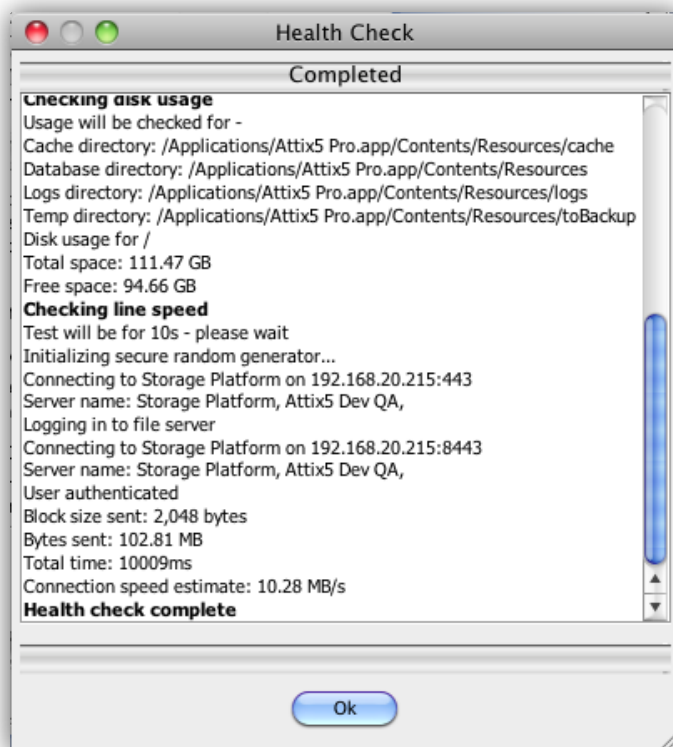 Health Check
Completed
Checking disk usage
Usage will be checked for -
Cache directory: /Applications/Attix5 Pro.app/Contents/Resources/cache
Database directory: /Applications/Attix5 Pro.app/Contents/Resources
Logs directory: /Applications/Attix5 Pro.app/Contents/Resources/logs
Temp directory: /Applications/Attix5 Pro.app/Contents/Resources/toBackup
Disk usage for /
Total space: 111.47 GB
Free space: 94.66 GB
Checking line speed
Test will be for 10s - please wait
Initializing secure random generator...
Connecting to Storage Platform on 192.168.20.215:443
Server name: Storage Platform, Attix5 Dev QA,
Logging in to file server
Connecting to Storage Platform on 192.168.20.215:8443
Server name: Storage Platform, Attix5 Dev QA,
User authenticated
Block size sent: 2,048 bytes
Bytes sent: 102.81 MB
Total time: 10009ms
Connection speed estimate: 10.28 MB/s
Health check complete
Ok